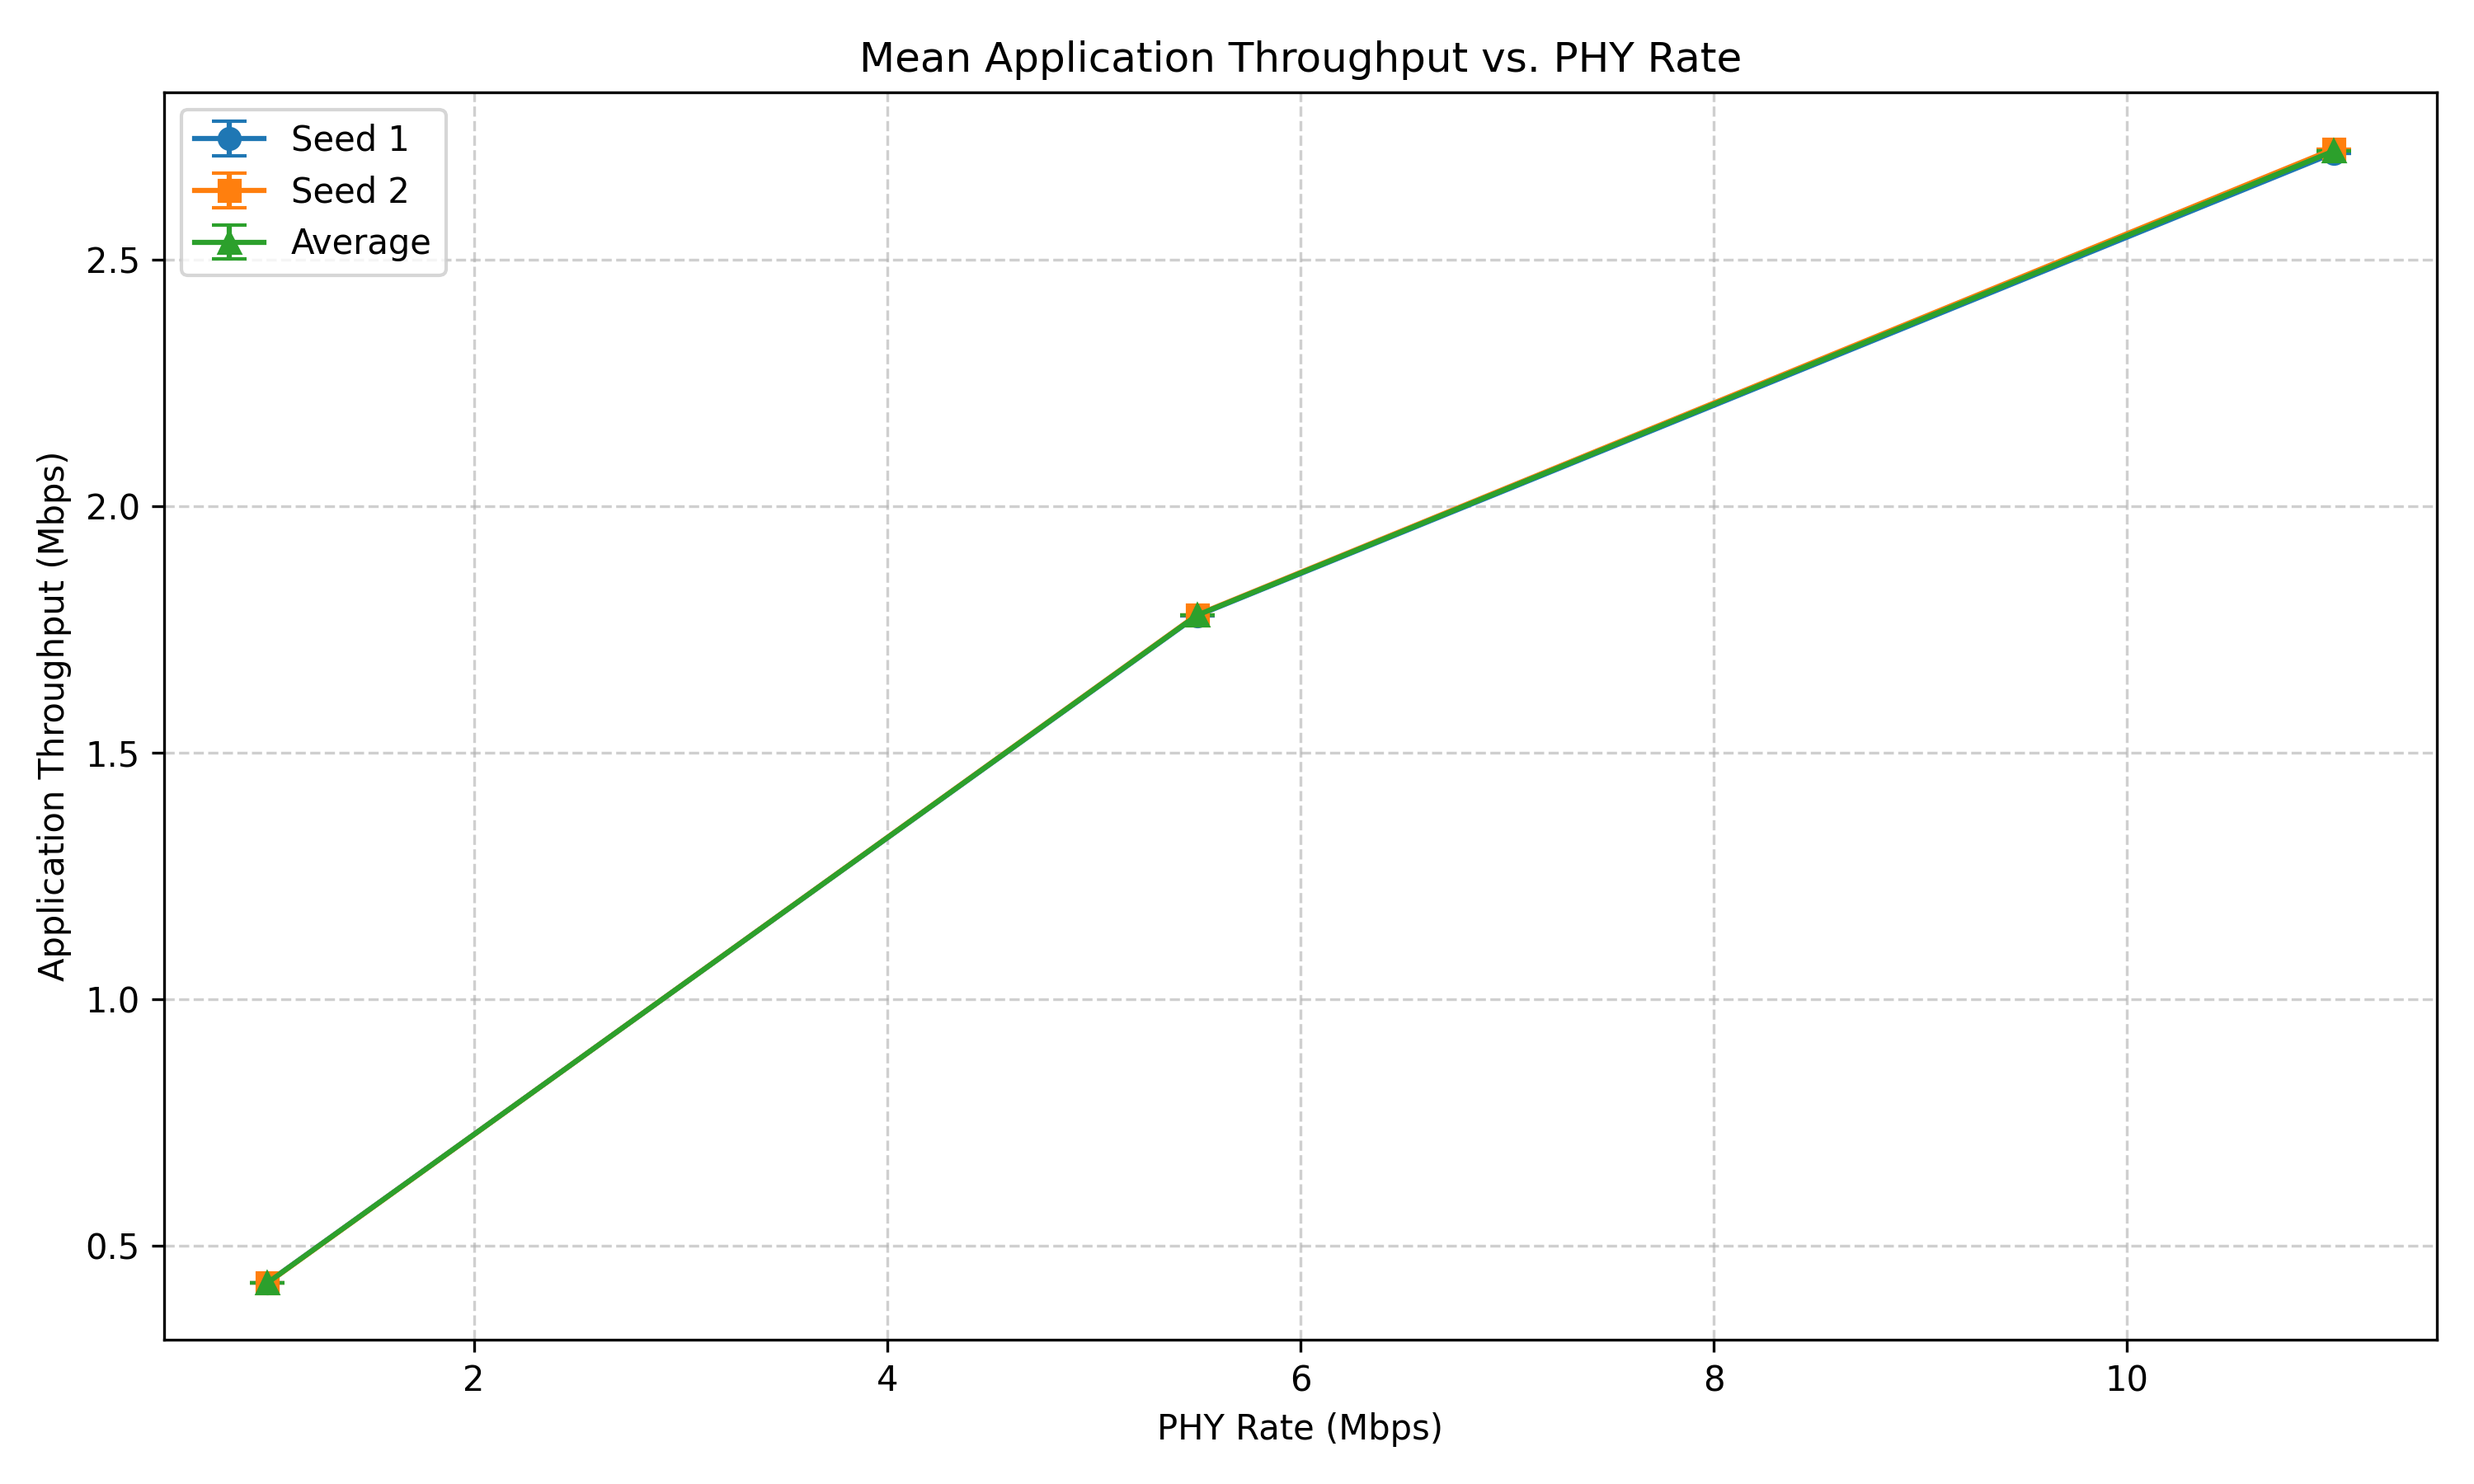 Mean Application Throughput vs. PHY Rate
Seed 1
Seed 2
Average
Application Throughput (Mbps)
2.5
2.0
1.5
1.0
0.5
2
4
6
8
10
PHY Rate (Mbps)